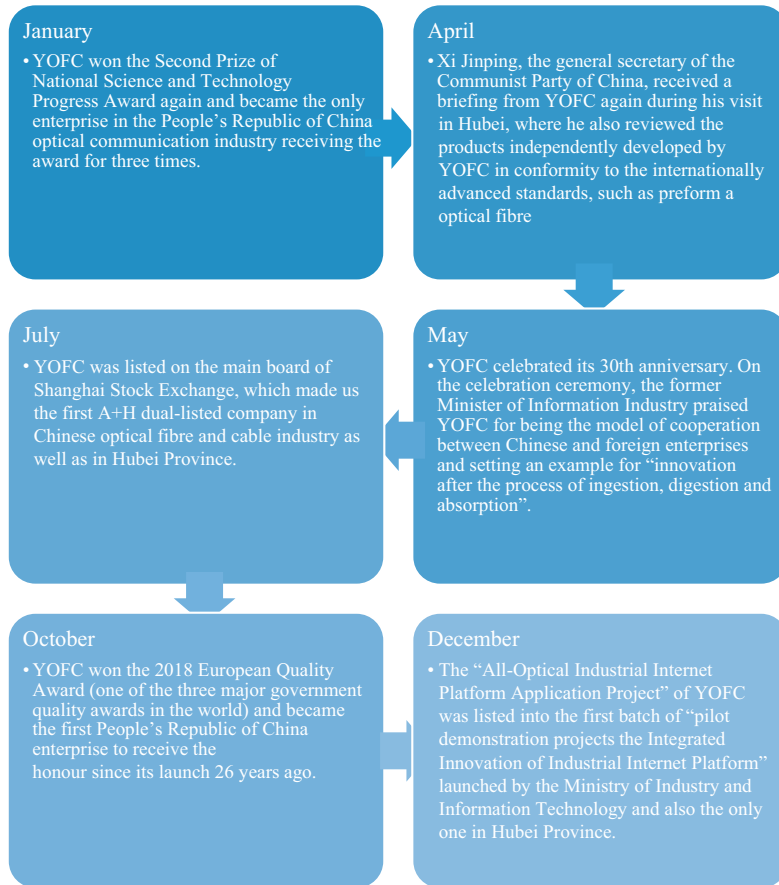 January
• YOFC won the Second Prize of
National Science and Technology
Progress Award again and became the only
enterprise in the People’s Republic of China
optical communication industry receiving the
award for three times.
April
• Xi Jinping, the general secretary of the
Communist Party of China, received a
briefing from YOFC again during his visit
in Hubei, where he also reviewed the
products independently developed by
YOFC in conformity to the internationally
advanced standards, such as preform a
optical fibre
May
• YOFC celebrated its 30th anniversary. On
the celebration ceremony, the former
Minister of Information Industry praised
YOFC for being the model of cooperation
between Chinese and foreign enterprises
and setting an example for “innovation
after the process of ingestion, digestion and
absorption”.
July
• YOFC was listed on the main board of
Shanghai Stock Exchange, which made us
the first A+H dual-listed company in
Chinese optical fibre and cable industry as
well as in Hubei Province.
October
• YOFC won the 2018 European Quality
Award (one of the three major government
quality awards in the world) and became
the first People’s Republic of China
enterprise to receive the
honour since its launch 26 years ago.
December
• The “All-Optical Industrial Internet
Platform Application Project” of YOFC
was listed into the first batch of “pilot
demonstration projects the Integrated
Innovation of Industrial Internet Platform”
launched by the Ministry of Industry and
Information Technology and also the only
one in Hubei Province.